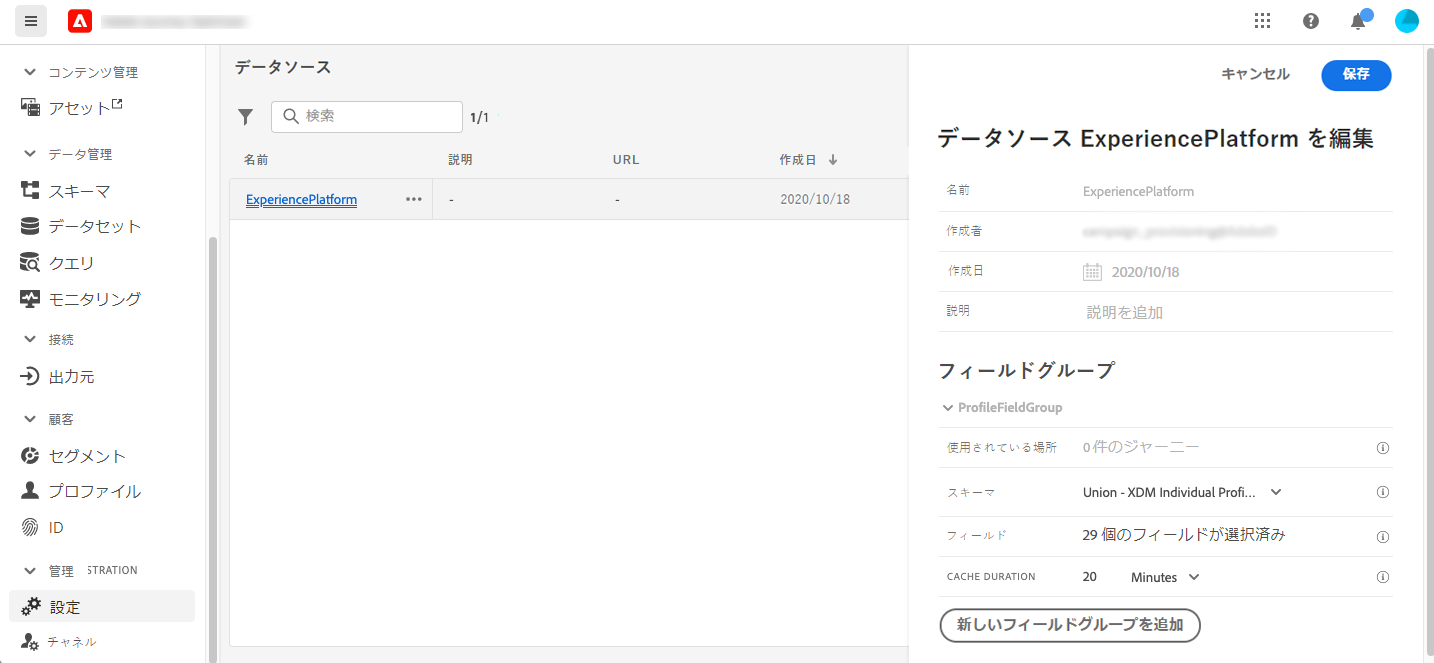 コンテンツ管理
アセット
データ管理
スキーマ
データセット
クエリ
モニタリング
接続
出力元
顧客
セグメント
プロファイル
ID
管理 STRATION
設定
チャネル
データソース
検索 1/1
名前 説明 URL 作成日
ExperiencePlatform ••• - - 2020/10/18
キャンセル 保存
データソース ExperiencePlatform を編集
名前 ExperiencePlatform
作成者
作成日 2020/10/18
説明 説明を追加
フィールドグループ
ProfileFieldGroup
使用されている場所 0 件のジャーニー
スキーマ Union - XDM Individual Profi...
フィールド 29 個のフィールドが選択済み
CACHE DURATION 20 Minutes
新しいフィールドグループを追加